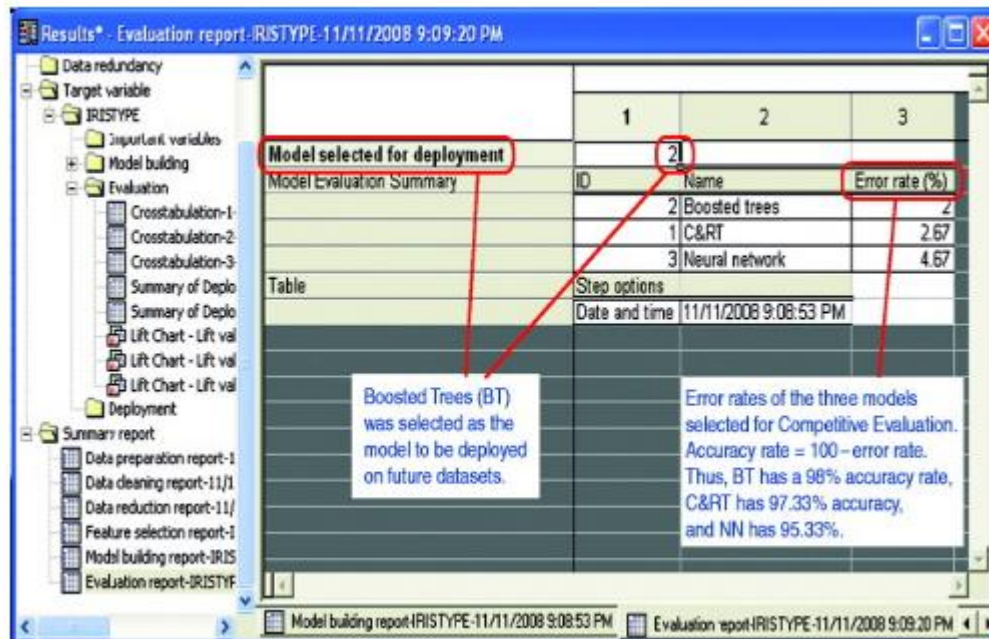 Results* - Evaluation report-IRISTYPE-11/11/2008 9:09:20 PM
Data redundancy
Target variable
IRISTYPE
Important variables
Model building
Evaluation
Crosstabulation-1-
Crosstabulation-2-
Crosstabulation-3-
Summary of Deplo
Summary of Deplo
Lift Chart - Lift val
Lift Chart - Lift val
Lift Chart - Lift val
Deployment
Summary report
Data preparation report-1
Data cleaning report-11/1
Data reduction report-11/
Feature selection report-I
Model building report-IRIS
Evaluation report-IRISTYP
1 2 3
Model selected for deployment 2
Model Evaluation Summary ID Name Error rate (%)
2 Boosted trees 2
1 C&RT 2.67
3 Neural network 4.67
Table Step options
Date and time 11/11/2008 9:08:53 PM
Boosted Trees (BT)
was selected as the
model to be deployed
on future datasets.
Error rates of the three models
selected for Competitive Evaluation.
Accuracy rate = 100 – error rate.
Thus, BT has a 98% accuracy rate,
C&RT has 97.33% accuracy,
and NN has 95.33%.
Model building report-IRISTYPE-11/11/2008 9:08:53 PM
Evaluation report-IRISTYPE-11/11/2008 9:09:20 PM